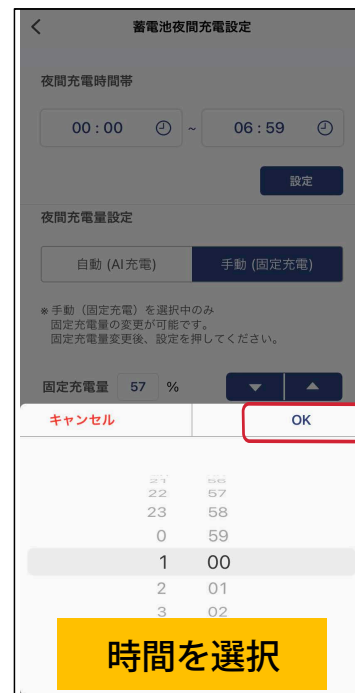 蓄電池夜間充電設定
夜間充電時間帯
00 : 00 ~ 06 : 59
設定
夜間充電量設定
自動 (AI充電) 手動 (固定充電)
※手動（固定充電）を選択中のみ
固定充電量の変更が可能です。
固定充電量変更後、設定を押してください。
固定充電量 57 %
キャンセル OK
21 56
22 57
23 58
0 59
1 00
2 01
3 02
時間を選択